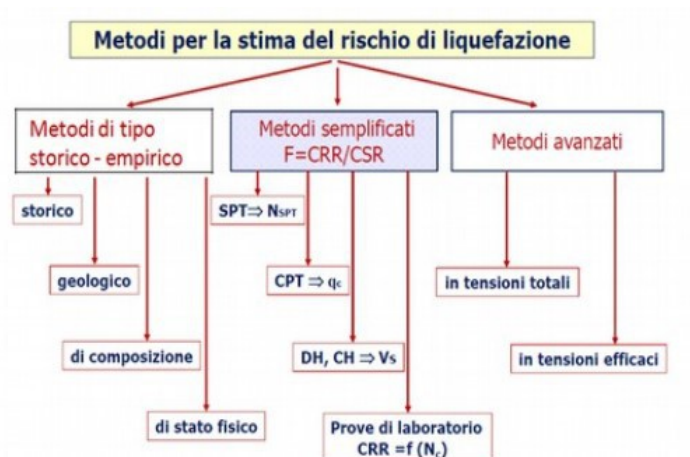 Metodi per la stima del rischio di liquefazione
Metodi di tipo
storico - empirico
Metodi semplificati
F=CRR/CSR
Metodi avanzati
storico
SPT⇒ NSPT
geologico
CPT ⇒ qc
in tensioni totali
di composizione
DH, CH ⇒ VS
in tensioni efficaci
di stato fisico
Prove di laboratorio
CRR =f (Nc)